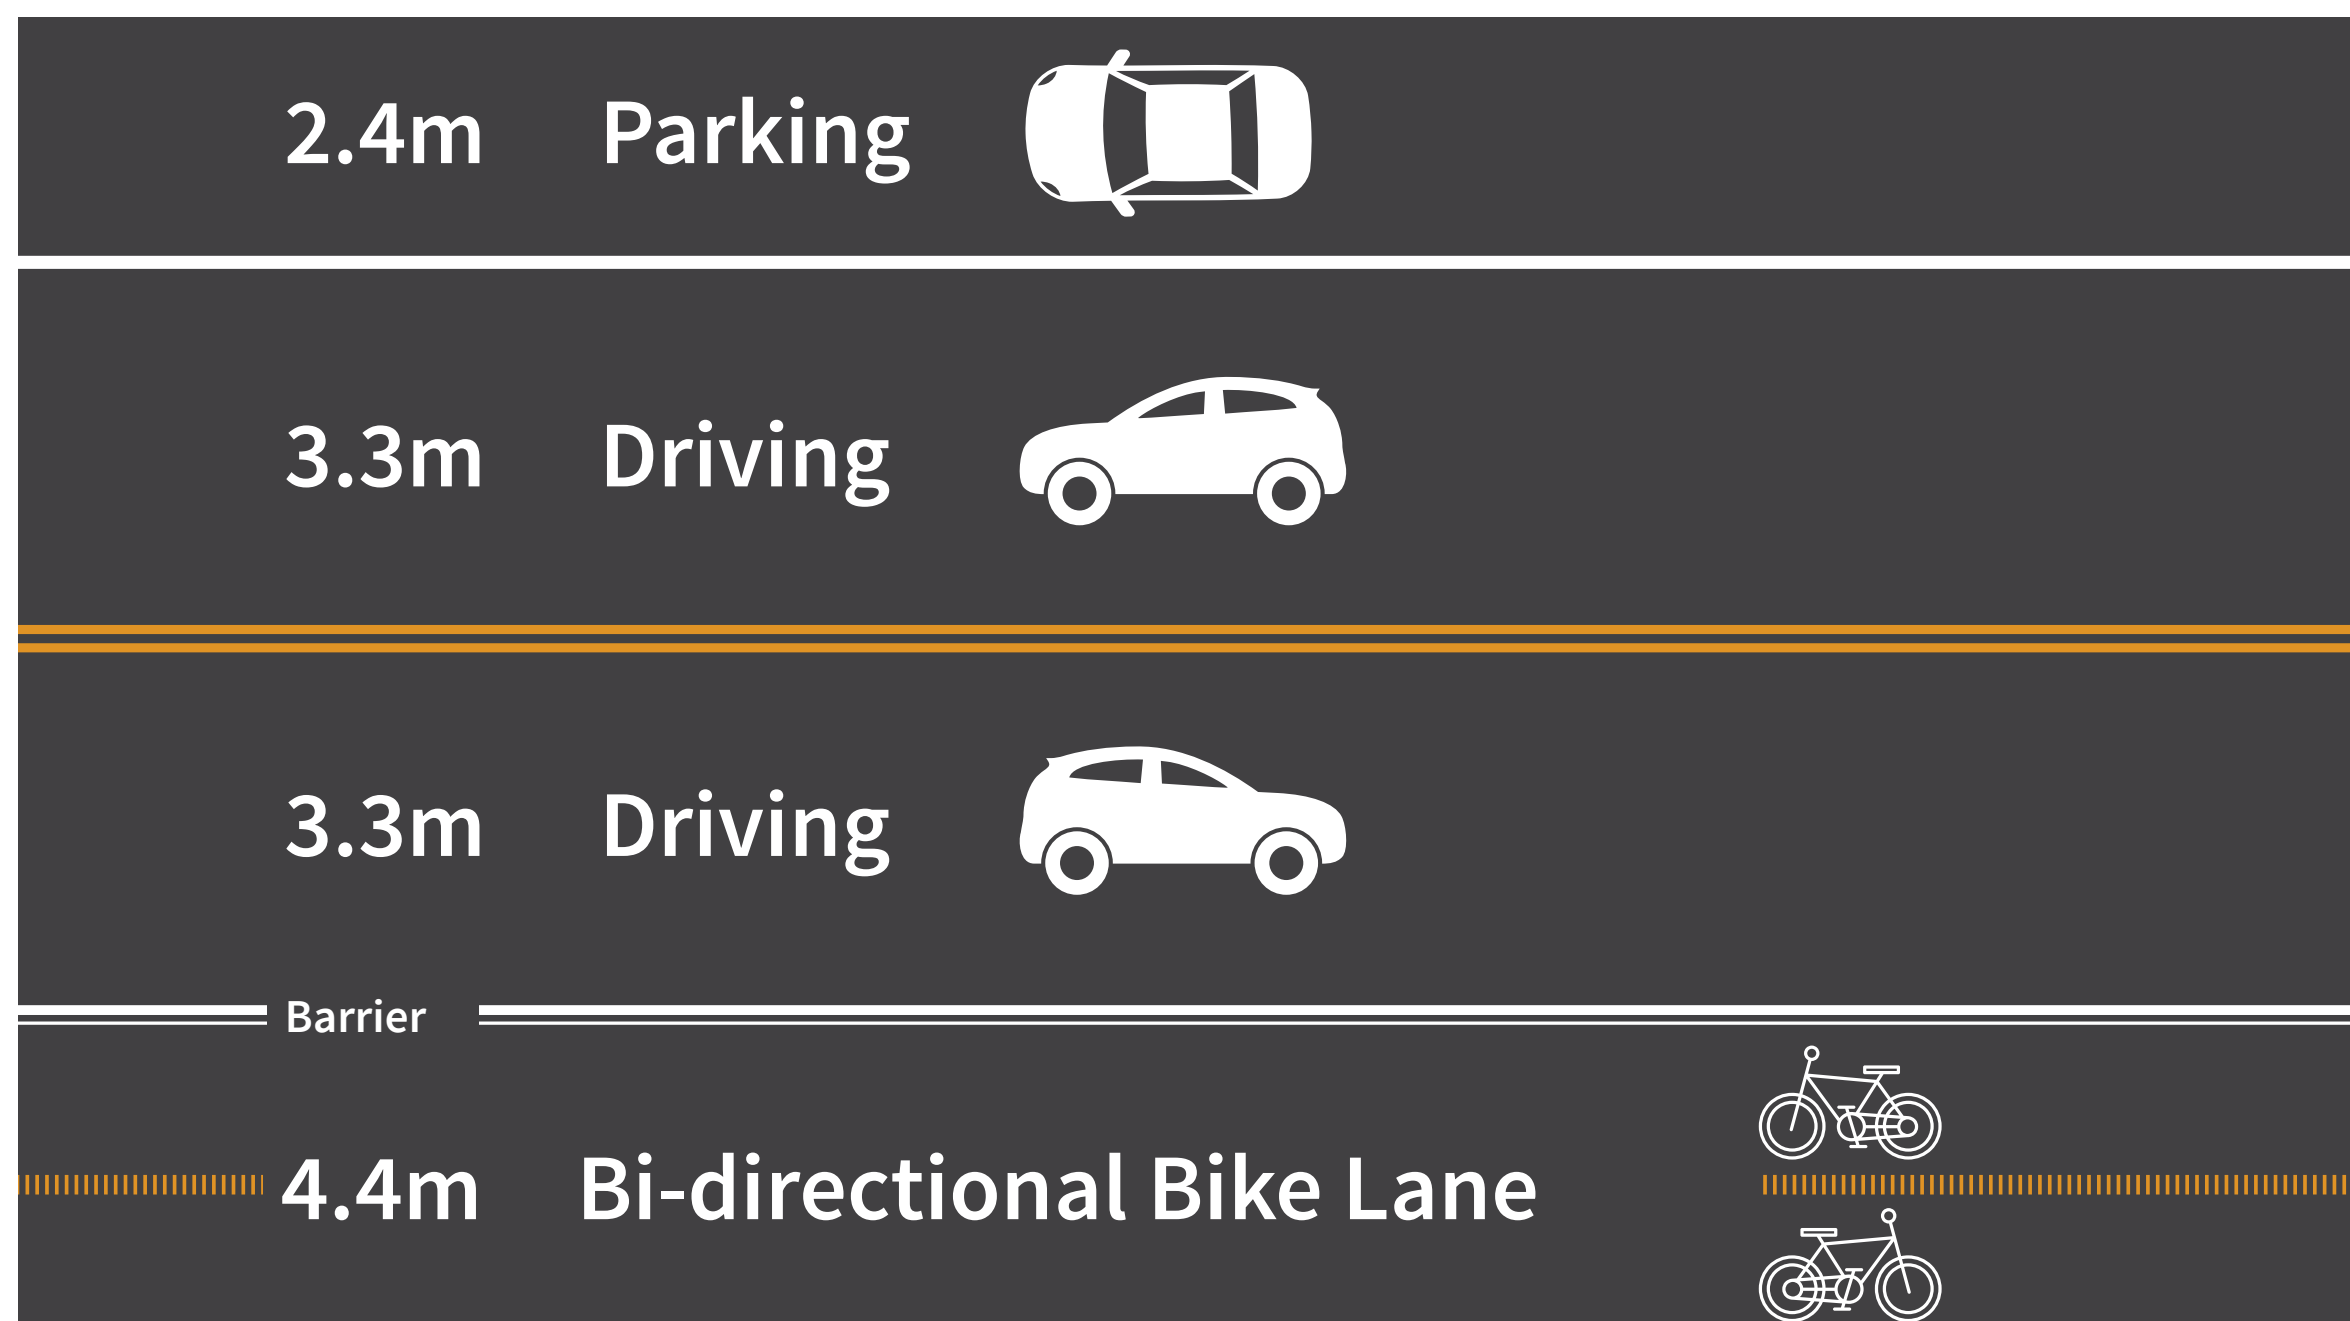 2.4m Parking
3.3m Driving
3.3m Driving
Barrier
4.4m Bi-directional Bike Lane